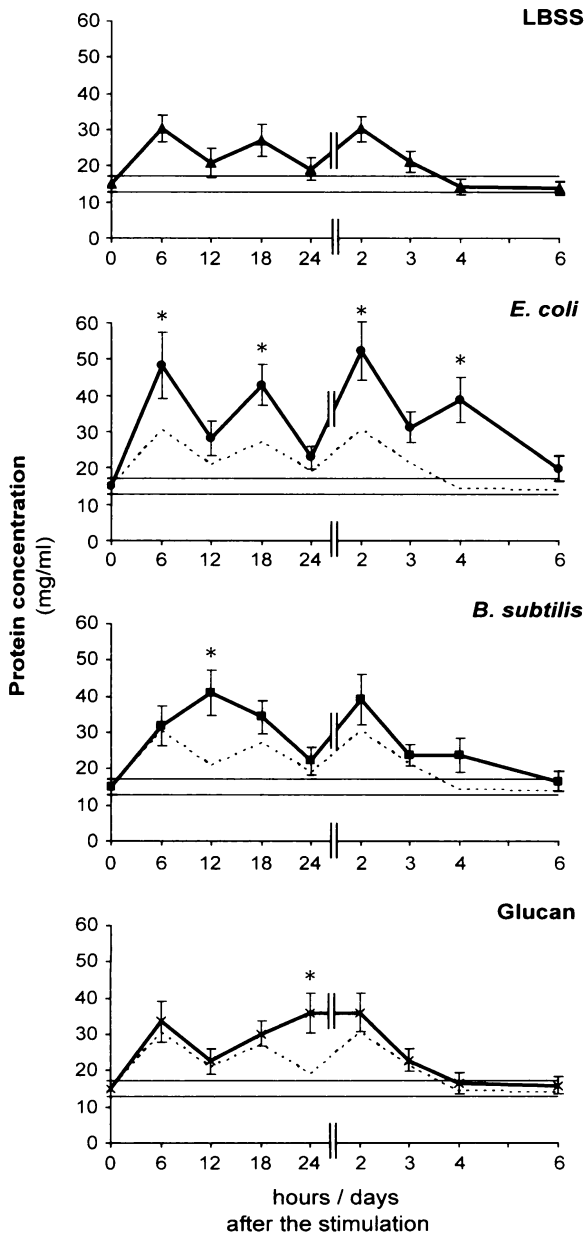 LBSS
60
50
40
30
20
10
0
0 6 12 18 24 2 3 4 6
E. coli
60
50
40
30
20
10
0
* * * *
0 6 12 18 24 2 3 4 6
B. subtilis
60
50
40
30
20
10
0
*
0 6 12 18 24 2 3 4 6
Glucan
60
50
40
30
20
10
0
*
0 6 12 18 24 2 3 4 6
Protein concentration
(mg/ml)
hours / days
after the stimulation